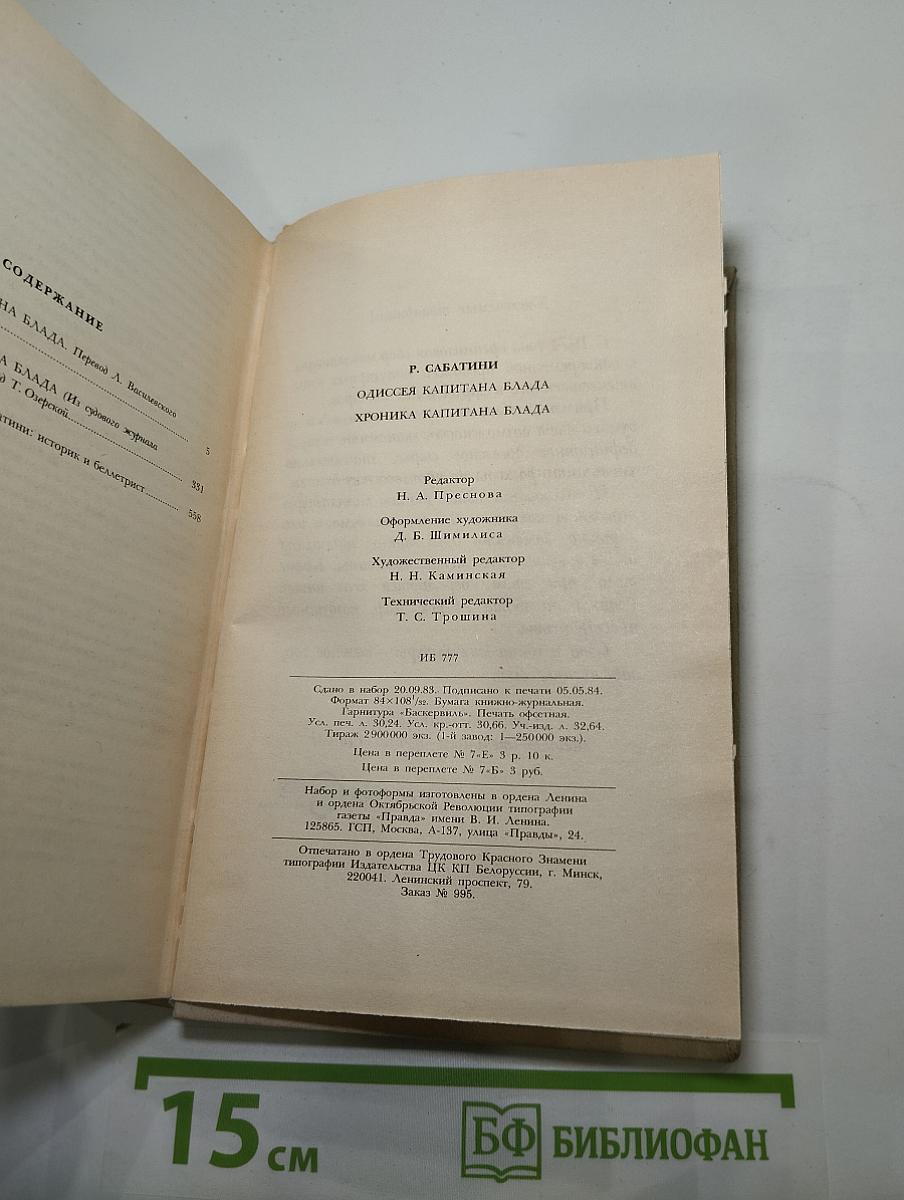 СОДЕРЖАНИЕ
НА БЛАДА. Перевод Л. Василевского
5
А БЛАДА (Из судового журнала
д Т. Озерской
331
атини: историк и беллетрист
558
Р. САБАТИНИ
ОДИССЕЯ КАПИТАНА БЛАДА
ХРОНИКА КАПИТАНА БЛАДА
Редактор
Н. А. Преснова
Оформление художника
Д. Б. Шимилиса
Художественный редактор
Н. Н. Каминская
Технический редактор
Т. С. Трошина
ИБ 777
Сдано в набор 20.09.83. Подписано к печати 05.05.84.
Формат 84×108¹/₃₂. Бумага книжно-журнальная.
Гарнитура «Баскервиль». Печать офсетная.
Усл. печ. л. 30,24. Усл. кр.-отт. 30,66. Уч.-изд. л. 32,64.
Тираж 2 900 000 экз. (1-й завод: 1—250 000 экз.).
Цена в переплете № 7«Е» 3 р. 10 к.
Цена в переплете № 7«Б» 3 руб.
Набор и фотоформы изготовлены в ордена Ленина
и ордена Октябрьской Революции типографии
газеты «Правда» имени В. И. Ленина.
125865. ГСП, Москва, А-137, улица «Правды», 24.
Отпечатано в ордена Трудового Красного Знамени
типографии Издательства ЦК КП Белоруссии, г. Минск,
220041. Ленинский проспект, 79.
Заказ № 995.
15 см
БФ БИБЛИОФАН